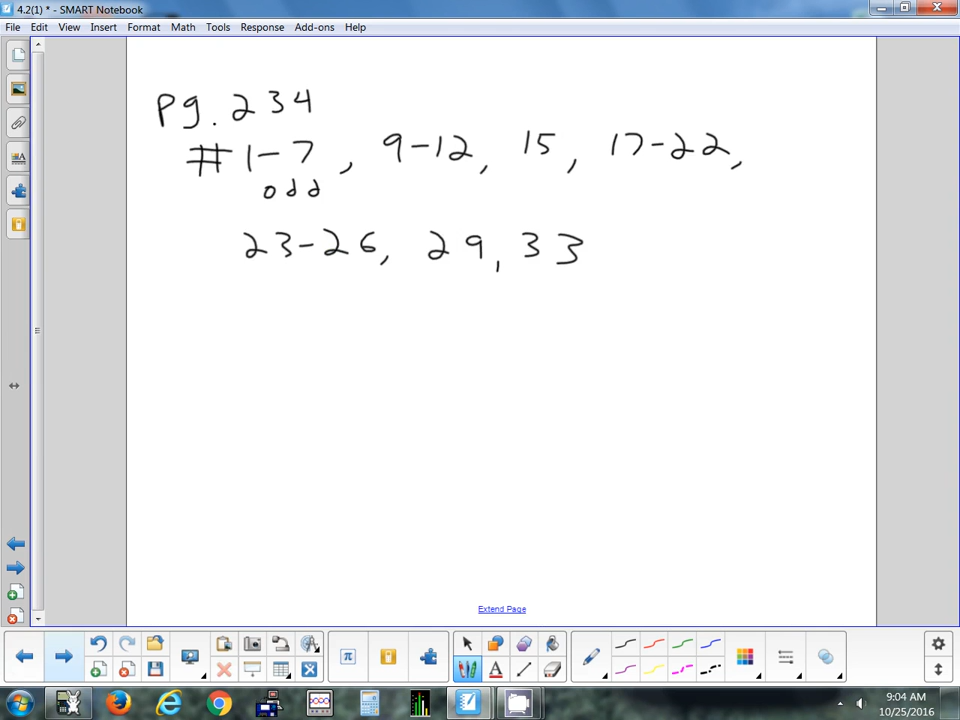 4.2(1) * - SMART Notebook
File Edit View Insert Format Math Tools Response Add-ons Help
Pg. 234
#1-7, 9-12, 15, 17-22,
odd
23-26, 29, 33
Extend Page
9:04 AM
10/25/2016